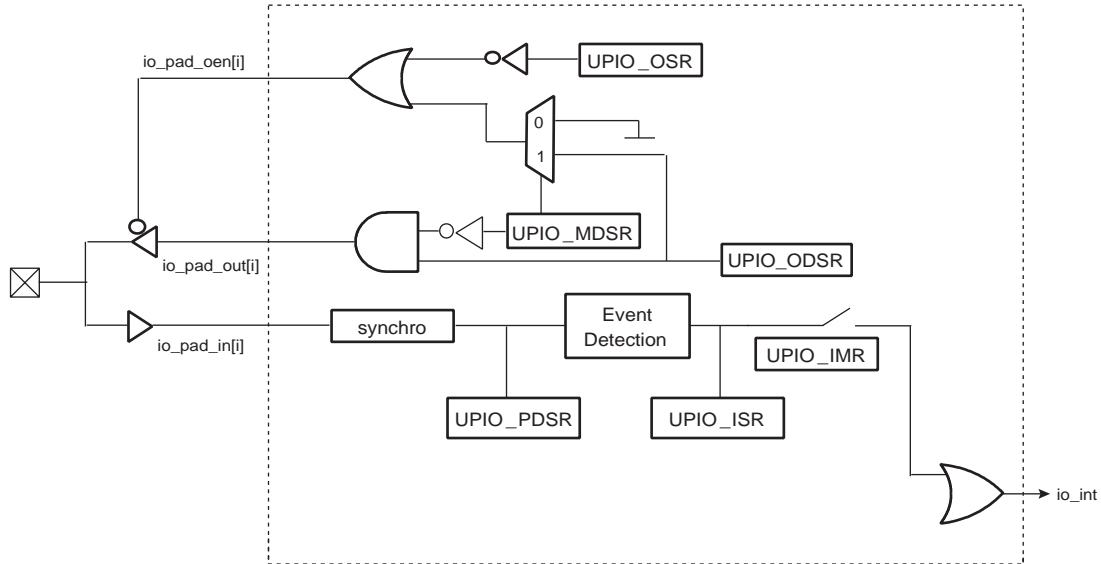 io_pad_oen[i]
UPIO_OSR
0
1
UPIO_MDSR
UPIO_ODSR
io_pad_out[i]
Event
Detection
synchro
io_pad_in[i]
UPIO_IMR
UPIO_PDSR
UPIO_ISR
io_int